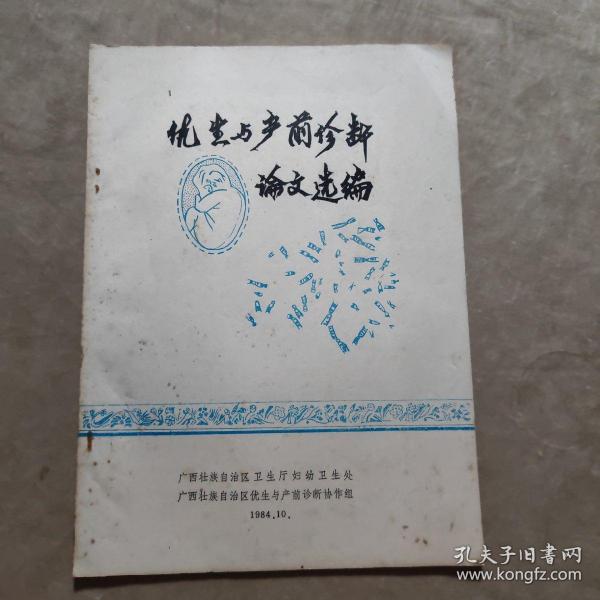 优生与产前诊断
论文选编
广西壮族自治区卫生厅妇幼卫生处
广西壮族自治区优生与产前诊断协作组
1984.10.
孔夫子旧书网
www.kongfz.com